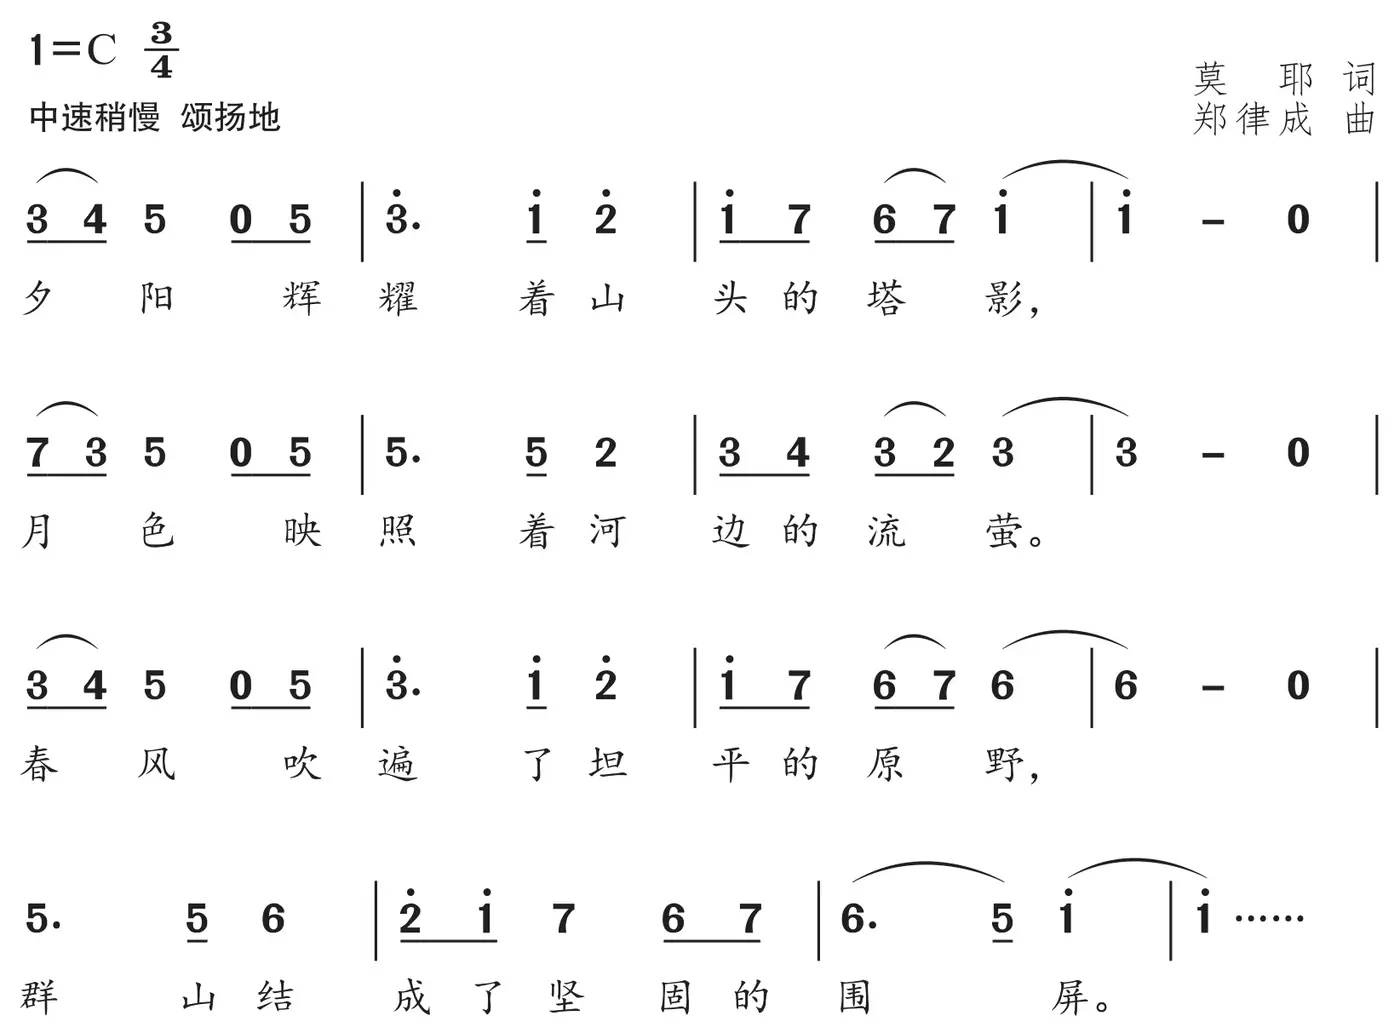 1=C 3/4
莫耶 词
中速稍慢 颂扬地
郑律成 曲
3 4 5 0 5 | 3̇. 1̇ 2̇ | 1̇ 7 6 7 1̇ | 1̇ – 0 |
夕阳辉耀着山头的塔影，
7 3 5 0 5 | 5. 5 2 | 3 4 3 2 3 | 3 – 0 |
月色映照着河边的流萤。
3 4 5 0 5 | 3̇. 1̇ 2̇ | 1̇ 7 6 7 6 | 6 – 0 |
春风吹遍了坦平的原野，
5. 5 6 | 2̇ 1̇ 7 6 7 | 6. 5 1̇ | 1̇ ……
群山结成了坚固的围屏。